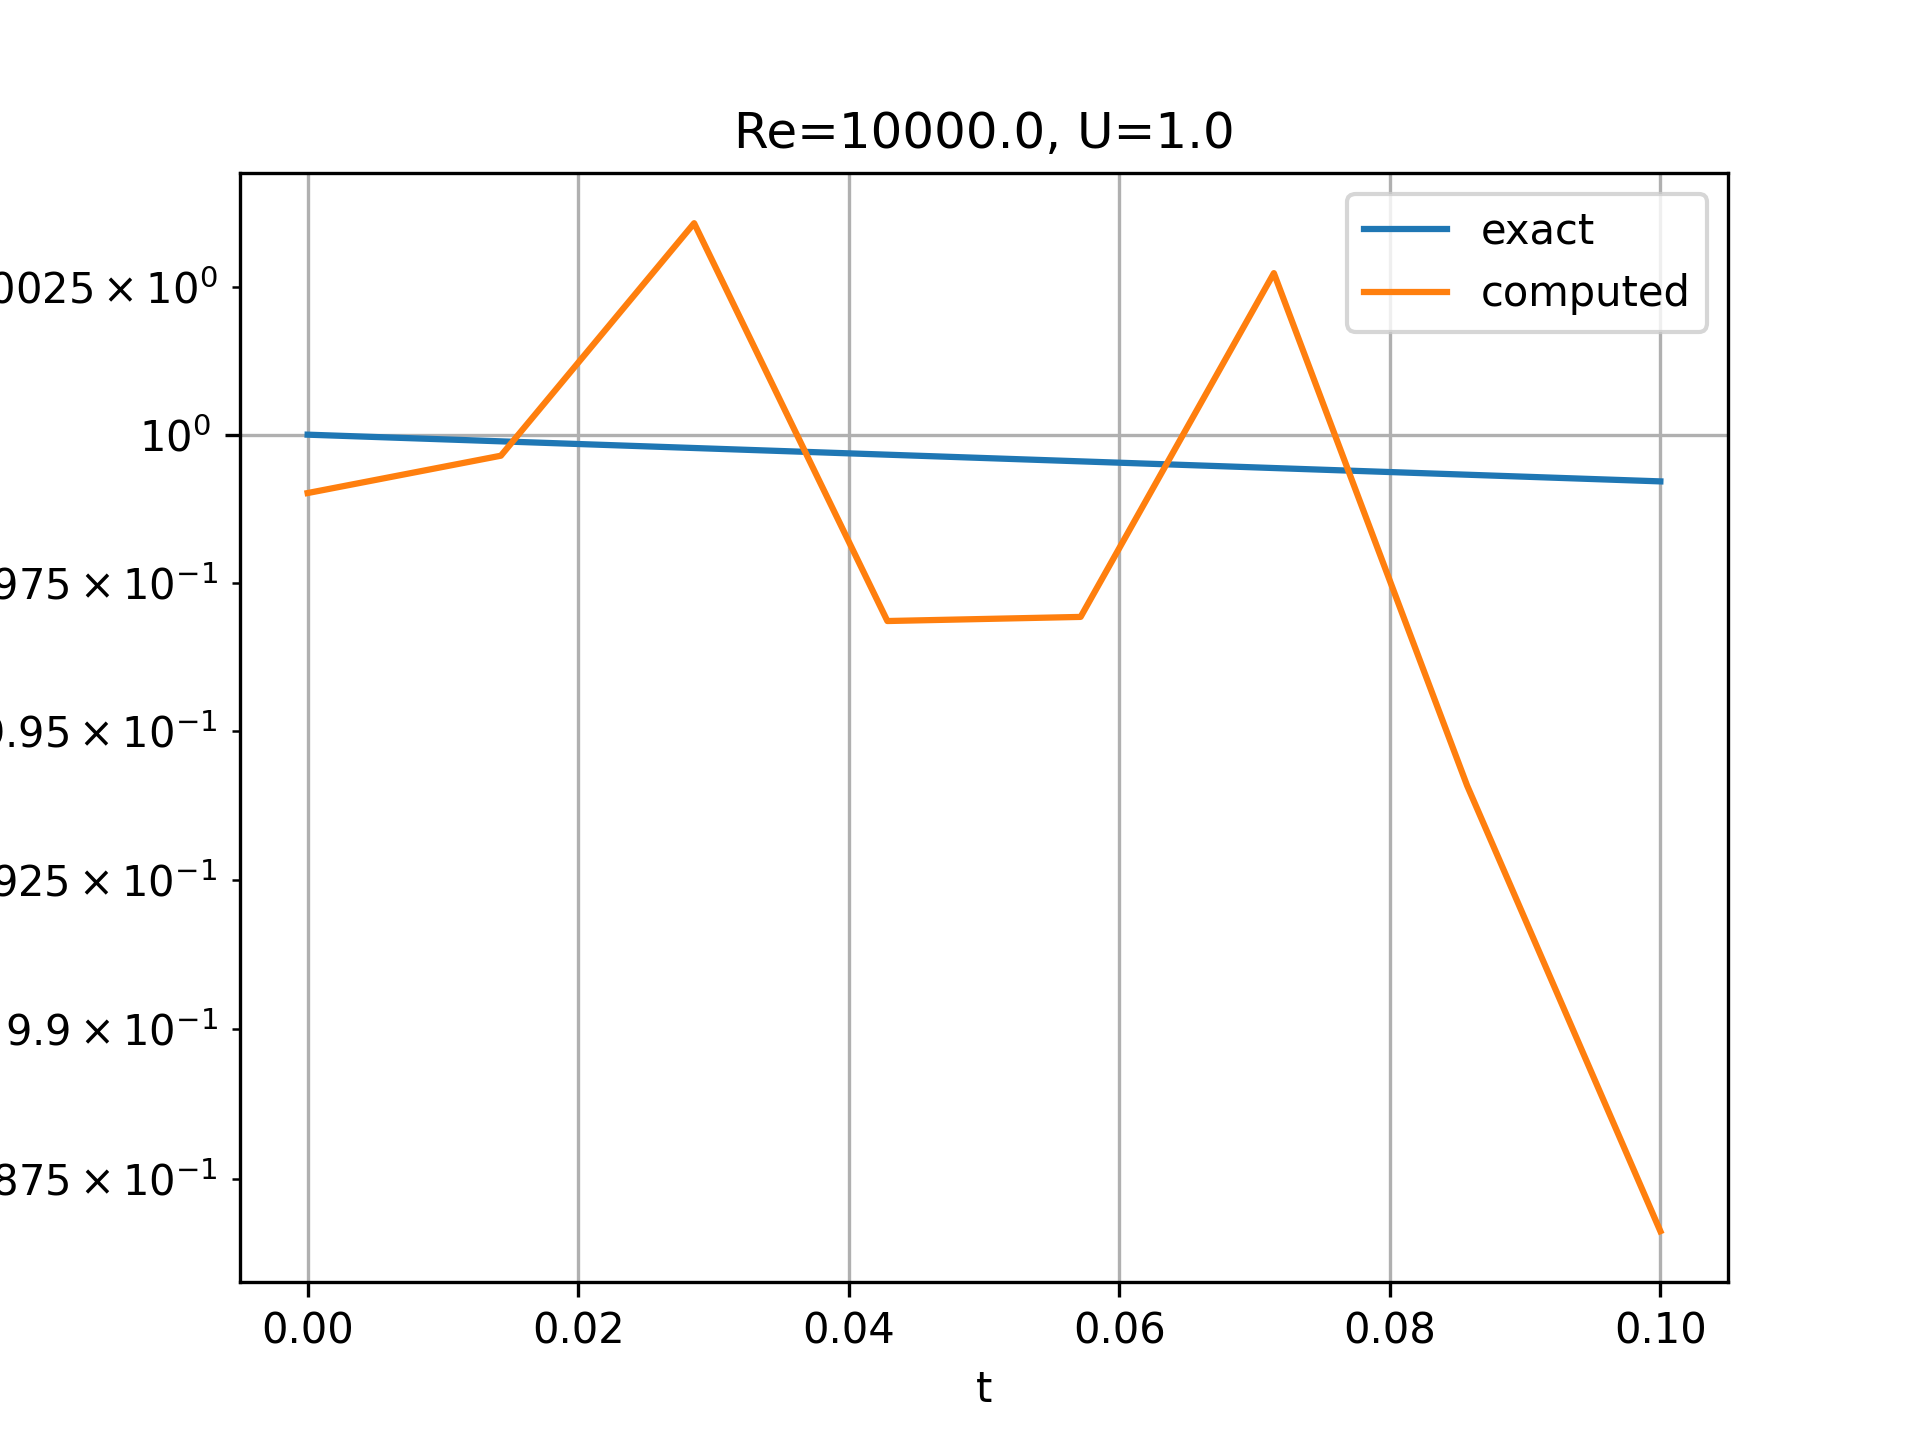 Re=10000.0, U=1.0
exact
computed
0025 × 10⁰
10⁰
975 × 10⁻¹
.95 × 10⁻¹
925 × 10⁻¹
9.9 × 10⁻¹
875 × 10⁻¹
0.00 0.02 0.04 0.06 0.08 0.10
t